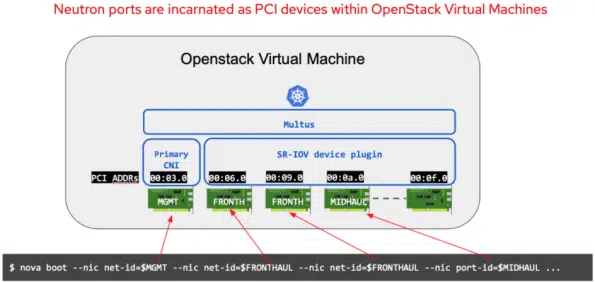 Neutron ports are incarnated as PCI devices within OpenStack Virtual Machines
Openstack Virtual Machine
Multus
Primary
CNI
SR-IOV device plugin
PCI ADDRs
00:03.0
00:06.0
00:09.0
00:0a.0
00:0f.0
MGMT
FRONTH
FRONTH
MIDHAUL
$ nova boot --nic net-id=$MGMT --nic net-id=$FRONTHAUL --nic net-id=$FRONTHAUL --nic port-id=$MIDHAUL ...